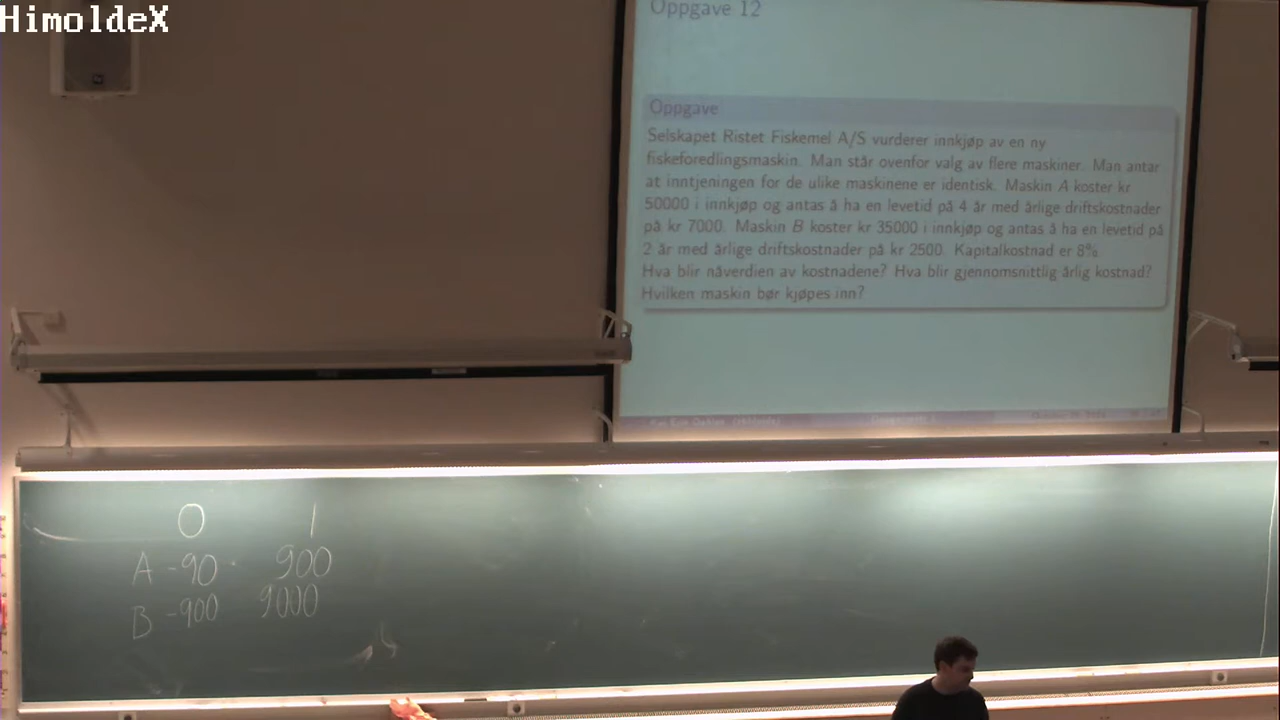 HimoldeX
Oppgave 12
Oppgave
Selskapet Ristet Fiskemel A/S vurderer innkjøp av en ny
fiskeforedlingsmaskin. Man står ovenfor valg av flere maskiner. Man antar
at inntjeningen for de ulike maskinene er identisk. Maskin A koster kr
50000 i innkjøp og antas å ha en levetid på 4 år med årlige driftskostnader
på kr 7000. Maskin B koster kr 35000 i innkjøp og antas å ha en levetid på
2 år med årlige driftskostnader på kr 2500. Kapitalkostnad er 8%.
Hva blir nåverdien av kostnadene? Hva blir gjennomsnittlig årlig kostnad?
Hvilken maskin bør kjøpes inn?
0 1
A -90 900
B -900 9000